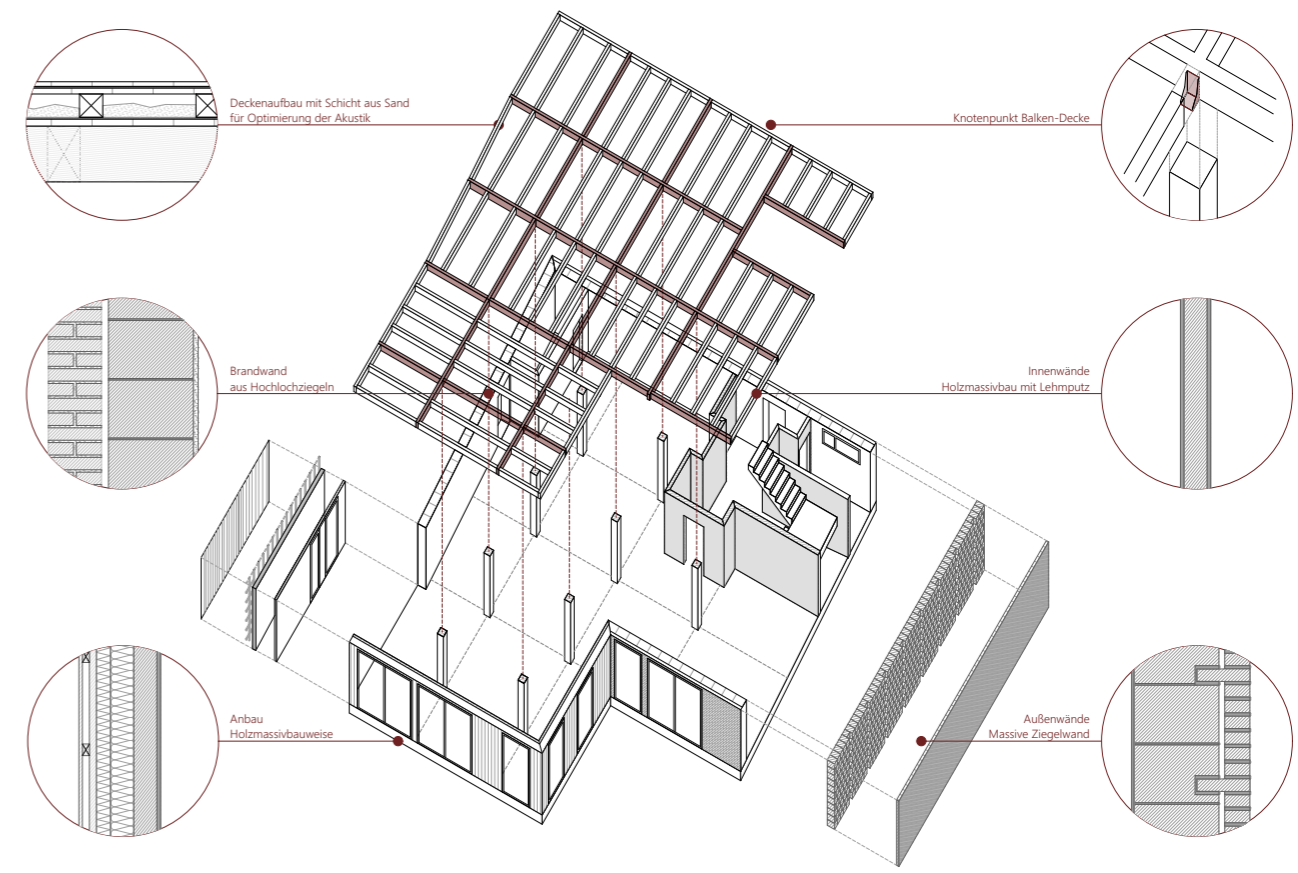 Deckenaufbau mit Schicht aus Sand
für Optimierung der Akustik
Knotenpunkt Balken-Decke
Brandwand
aus Hochlochziegeln
Innenwände
Holzmassivbau mit Lehmputz
Anbau
Holzmassivbauweise
Außenwände
Massive Ziegelwand